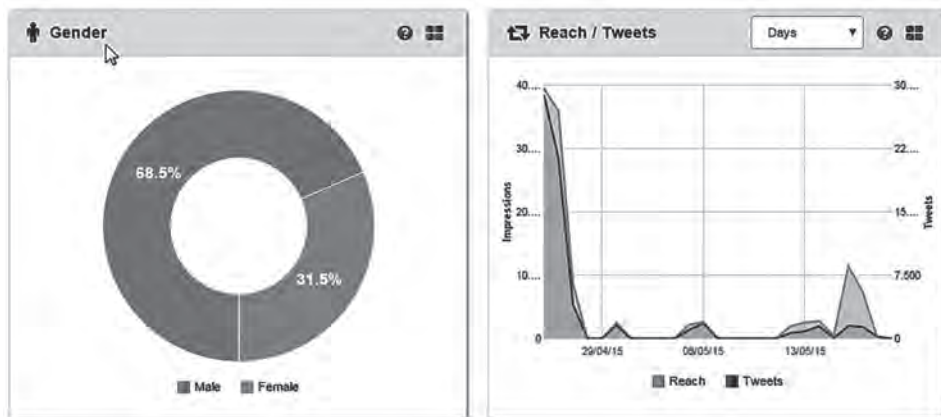 Gender
68.5%
31.5%
Male Female
Reach / Tweets
Days
40....
30....
20....
10....
0
Impressions
30....
22....
15....
7.500
0
Tweets
29/04/15 06/05/15 13/05/15
Reach Tweets